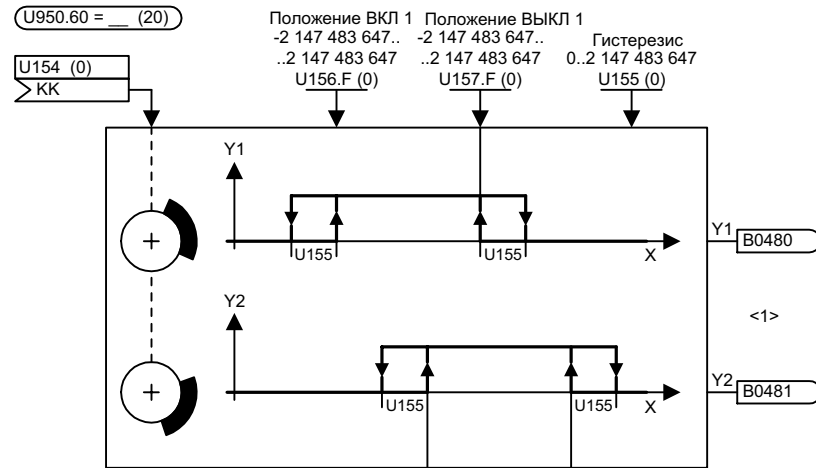 U950.60 = __ (20)
Положение ВКЛ 1
-2 147 483 647..
..2 147 483 647
U156.F (0)
Положение ВЫКЛ 1
-2 147 483 647..
..2 147 483 647
U157.F (0)
Гистерезис
0..2 147 483 647
U155 (0)
U154 (0)
KK
Y1
U155
U155
X
Y1
B0480
<1>
Y2
U155
U155
X
Y2
B0481